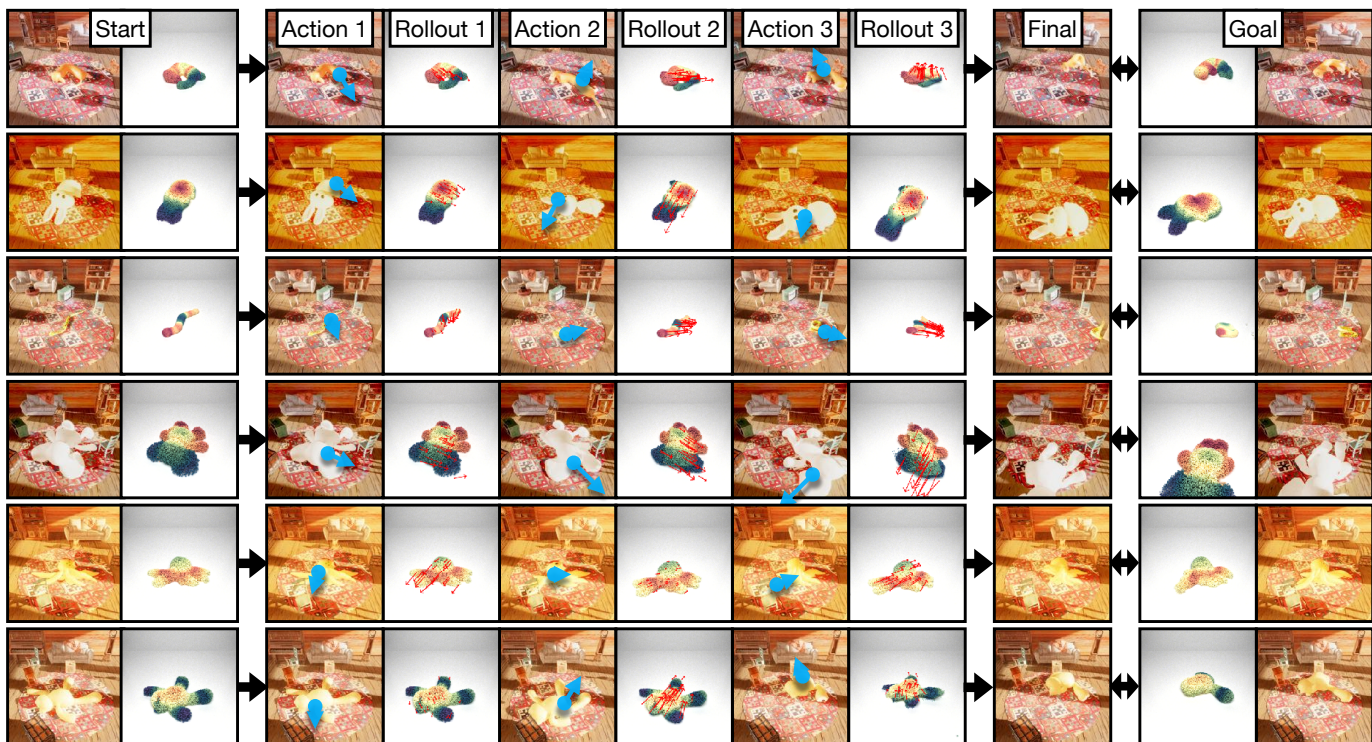 Start
Action 1
Rollout 1
Action 2
Rollout 2
Action 3
Rollout 3
Final
Goal